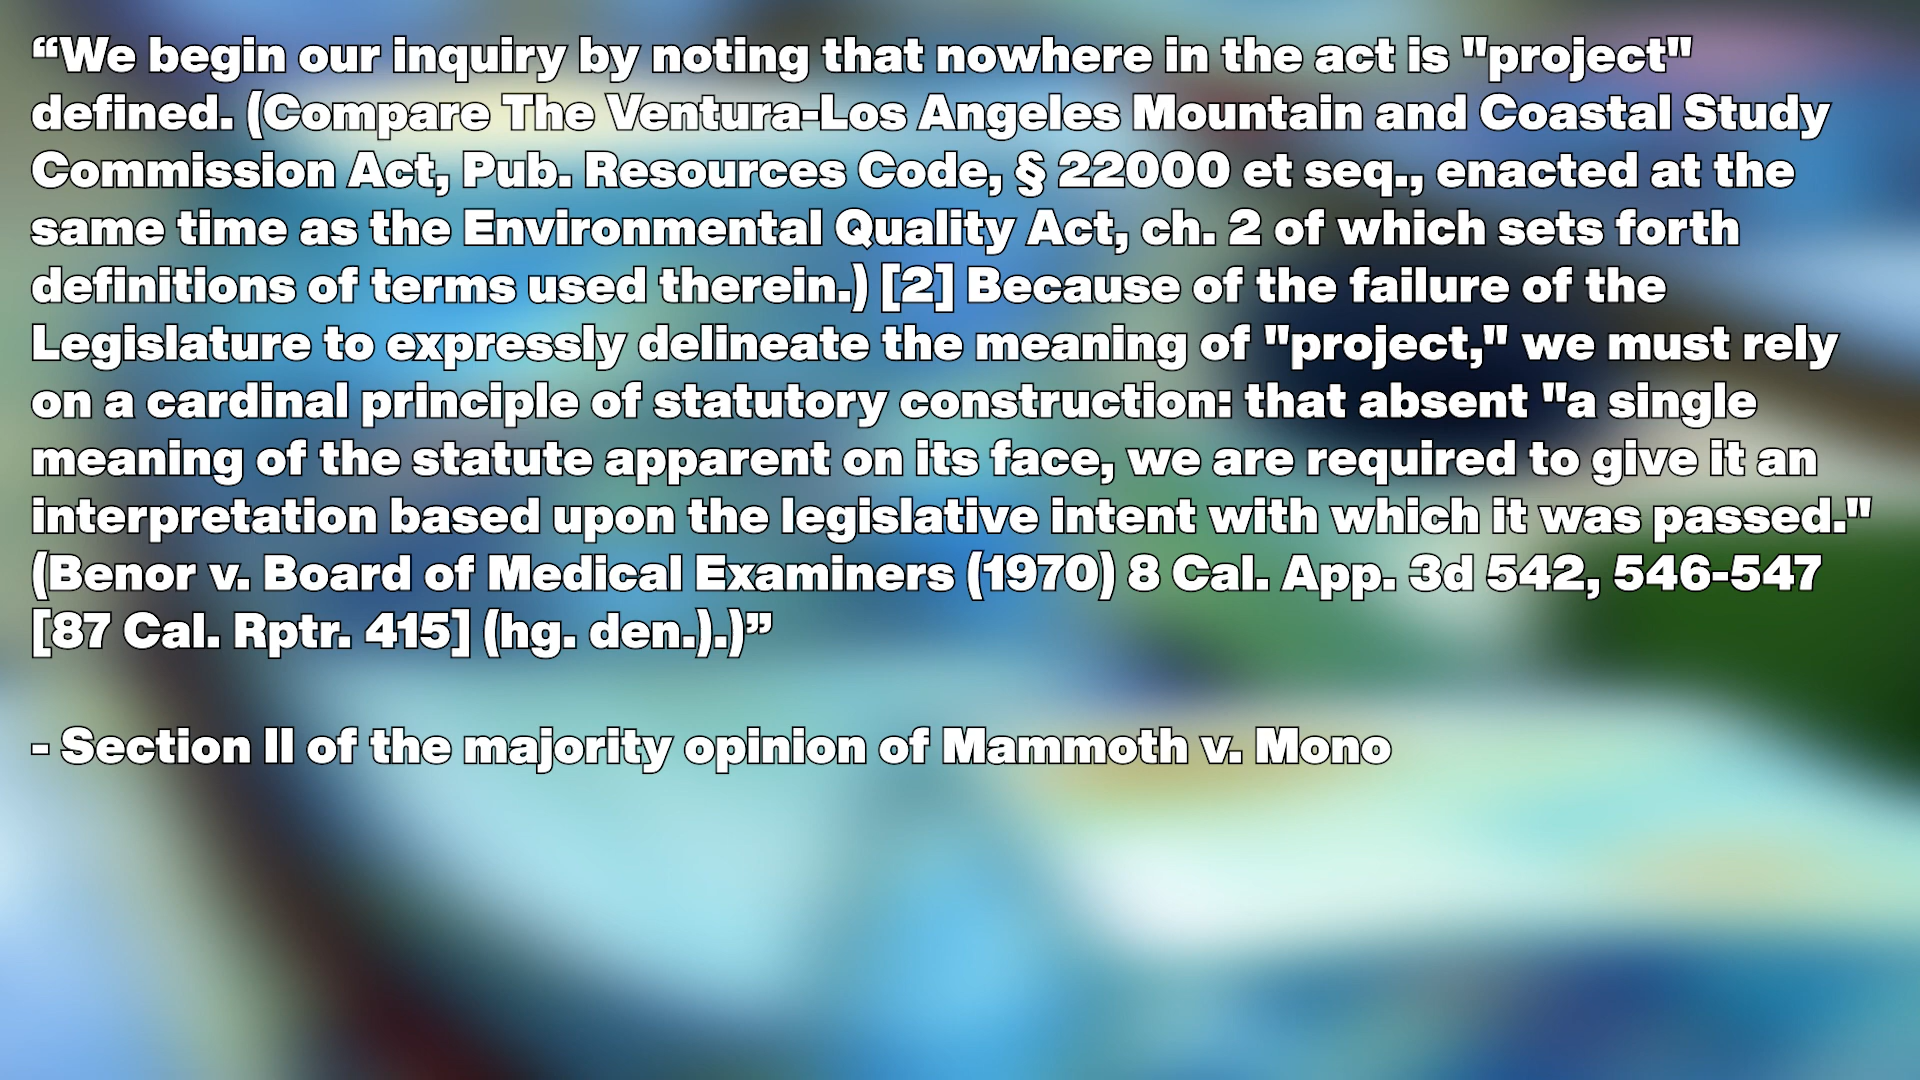 “We begin our inquiry by noting that nowhere in the act is "project"
defined. (Compare The Ventura-Los Angeles Mountain and Coastal Study
Commission Act, Pub. Resources Code, § 22000 et seq., enacted at the
same time as the Environmental Quality Act, ch. 2 of which sets forth
definitions of terms used therein.) [2] Because of the failure of the
Legislature to expressly delineate the meaning of "project," we must rely
on a cardinal principle of statutory construction: that absent "a single
meaning of the statute apparent on its face, we are required to give it an
interpretation based upon the legislative intent with which it was passed."
(Benor v. Board of Medical Examiners (1970) 8 Cal. App. 3d 542, 546-547
[87 Cal. Rptr. 415] (hg. den.).)”
- Section II of the majority opinion of Mammoth v. Mono